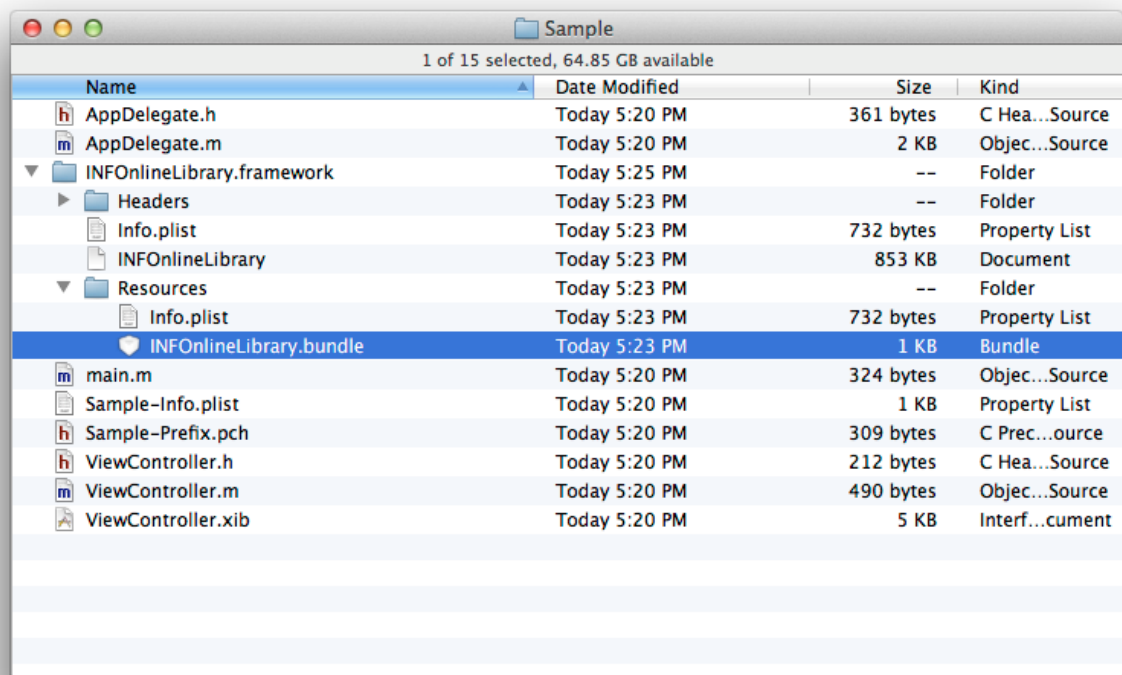 Sample
1 of 15 selected, 64.85 GB available
Name Date Modified Size Kind
h AppDelegate.h Today 5:20 PM 361 bytes C Hea...Source
m AppDelegate.m Today 5:20 PM 2 KB Objec...Source
INFOnlineLibrary.framework Today 5:25 PM -- Folder
Headers Today 5:23 PM -- Folder
Info.plist Today 5:23 PM 732 bytes Property List
INFOnlineLibrary Today 5:23 PM 853 KB Document
Resources Today 5:23 PM -- Folder
Info.plist Today 5:23 PM 732 bytes Property List
INFOnlineLibrary.bundle Today 5:23 PM 1 KB Bundle
m main.m Today 5:20 PM 324 bytes Objec...Source
Sample-Info.plist Today 5:20 PM 1 KB Property List
h Sample-Prefix.pch Today 5:20 PM 309 bytes C Prec...ource
h ViewController.h Today 5:20 PM 212 bytes C Hea...Source
m ViewController.m Today 5:20 PM 490 bytes Objec...Source
ViewController.xib Today 5:20 PM 5 KB Interf...cument